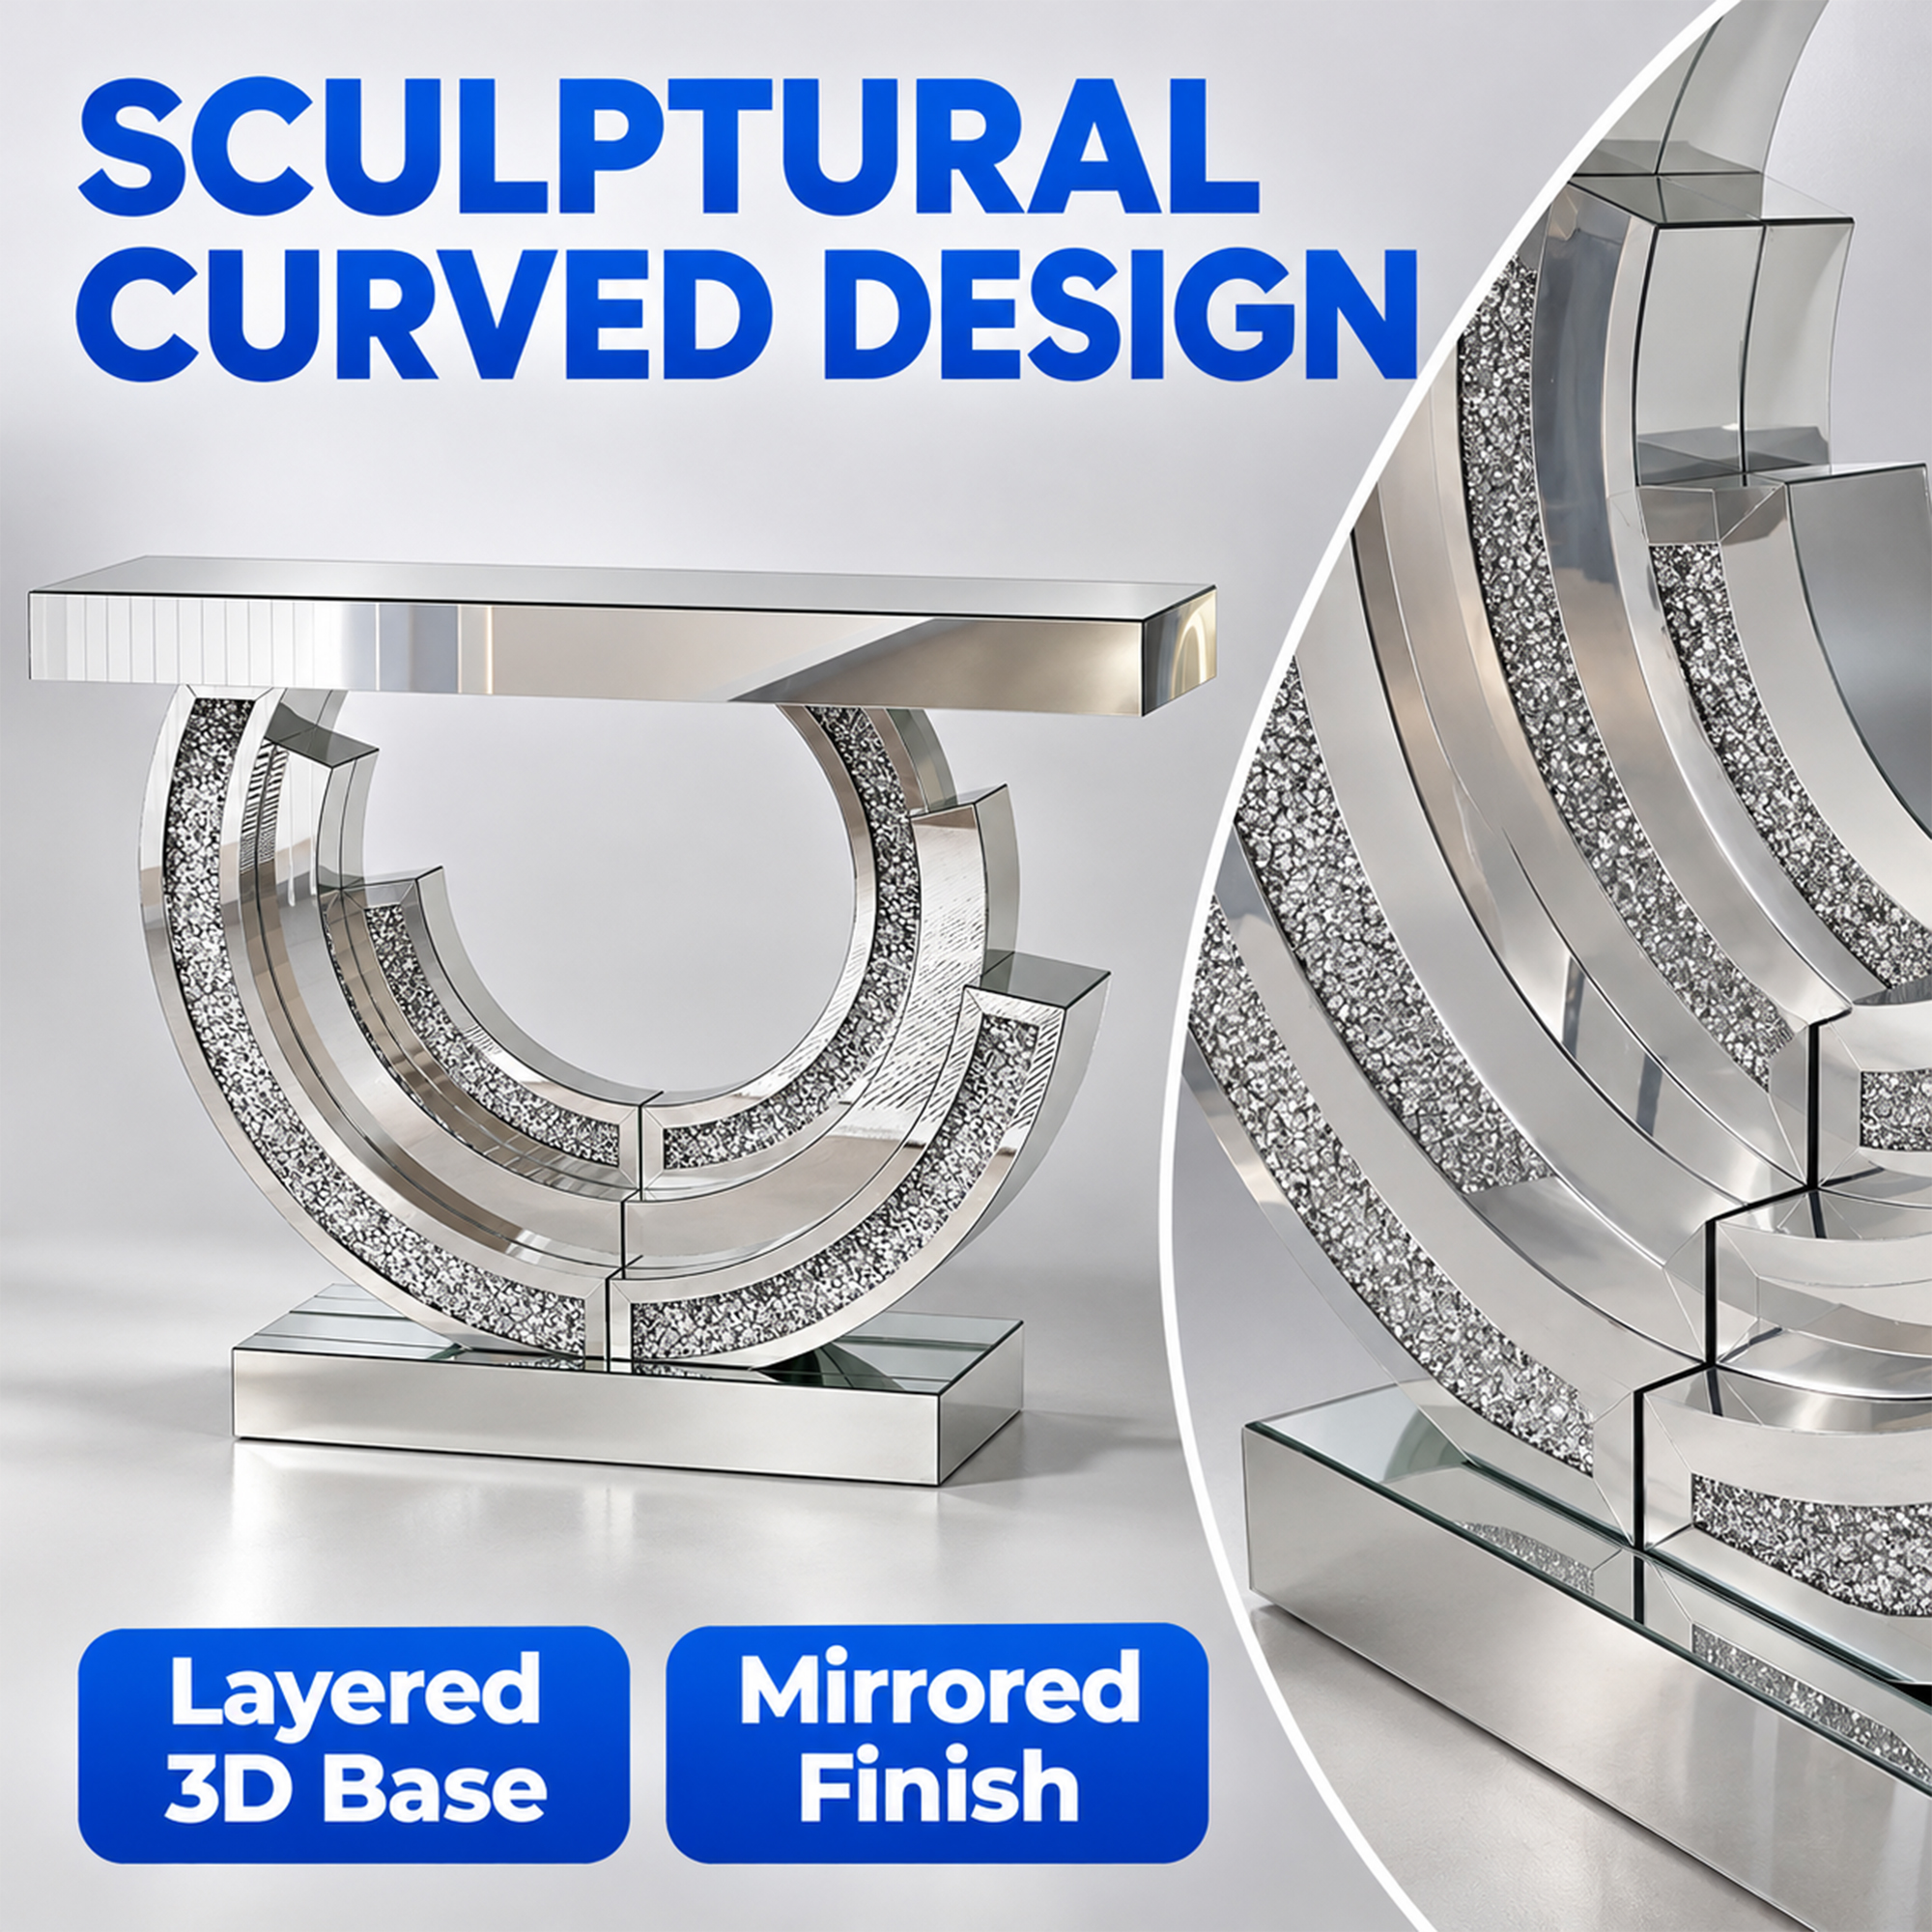 SCULPTURAL
CURVED DESIGN
Layered
3D Base
Mirrored
Finish